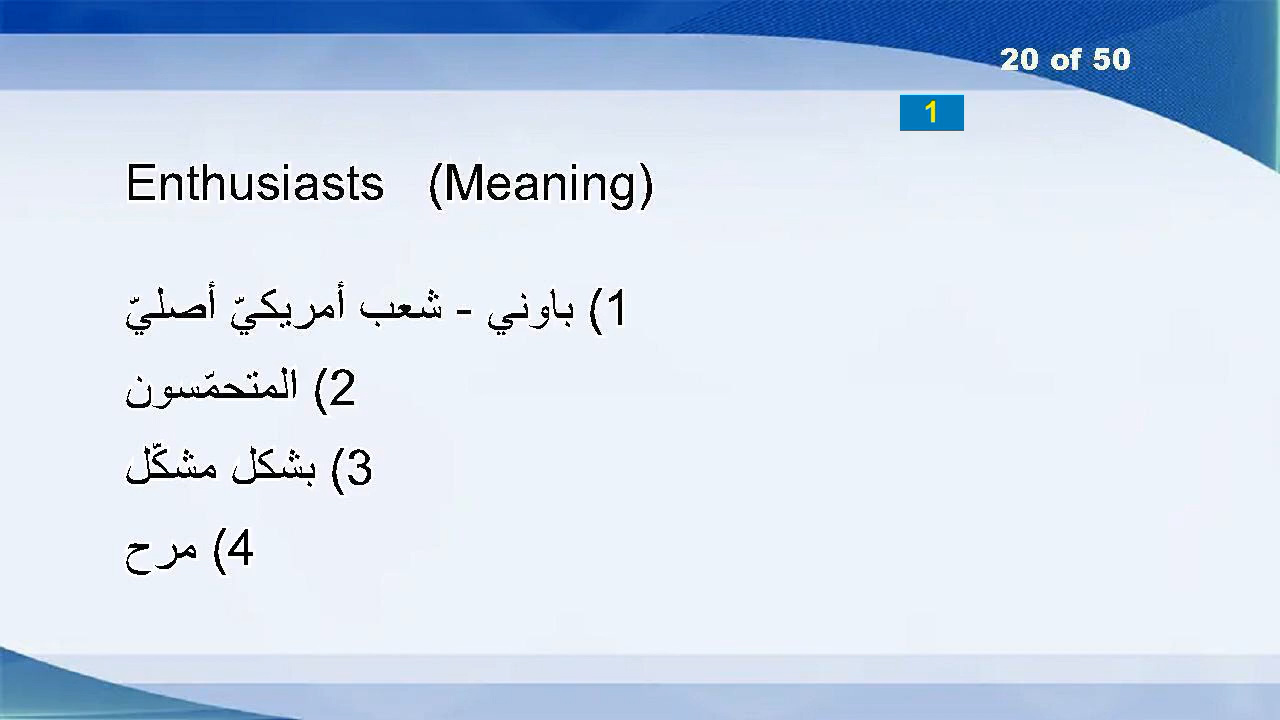 20 of 50
1
Enthusiasts (Meaning)
1) باوني - شعب أمريكيّ أصليّ
2) المتحمّسون
3) بشكل مشكّل
4) مرح